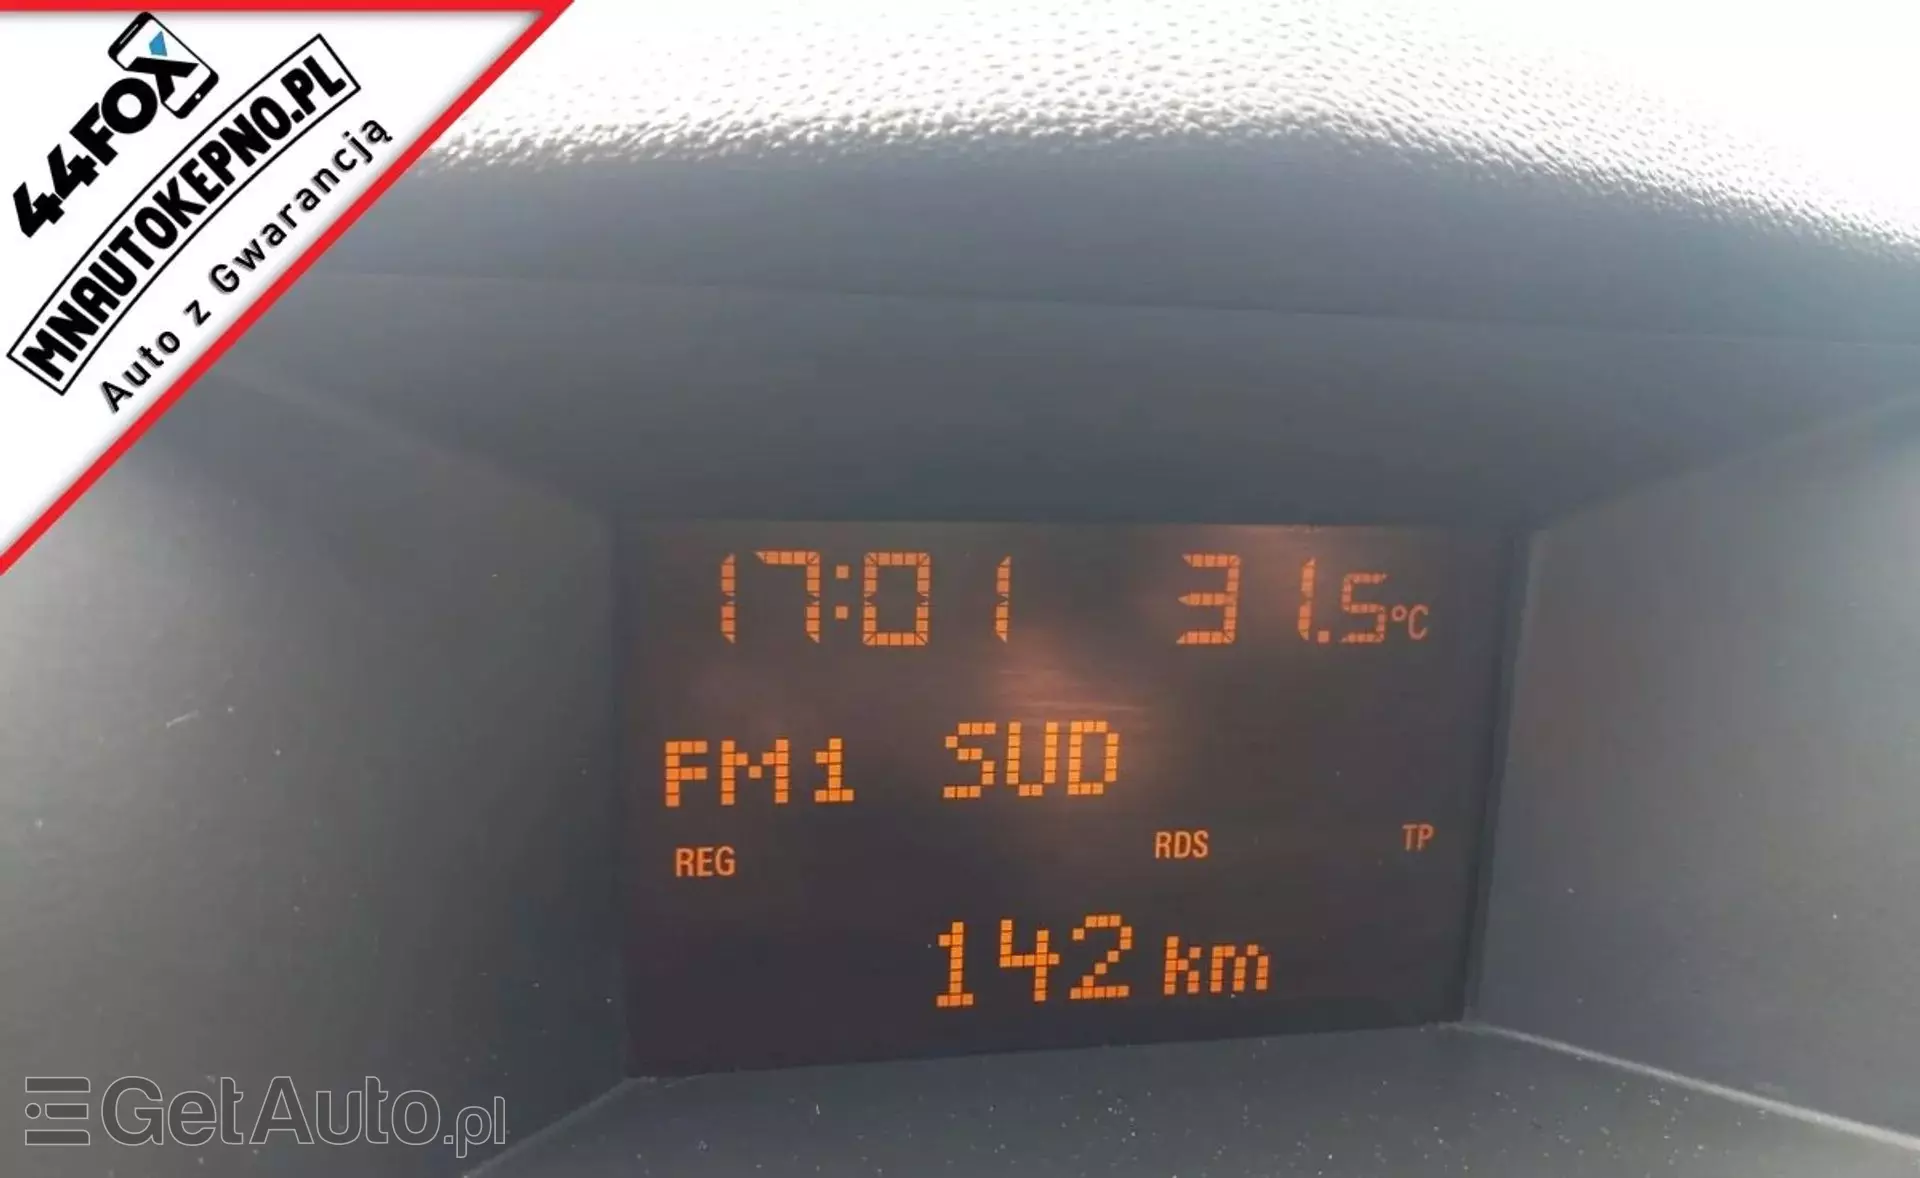 44FOX
MNAUTOKEPNO.PL
Auto z Gwarancją
17:01 31.5°C
FM1 SUD
REG RDS TP
142 km
GetAuto.pl